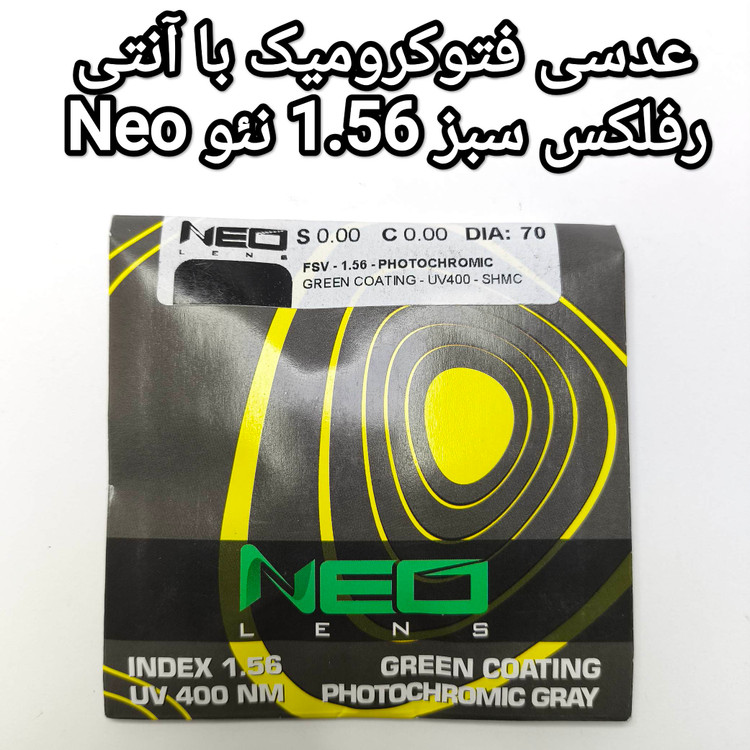 عدسی فتوکرومیک با آنتی
رفلکس سبز 1.56 نئو Neo
NEO S 0.00 C 0.00 DIA: 70
LENS
FSV - 1.56 - PHOTOCHROMIC
GREEN COATING - UV400 - SHMC
NEO
LENS
INDEX 1.56 GREEN COATING
UV 400 NM PHOTOCHROMIC GRAY